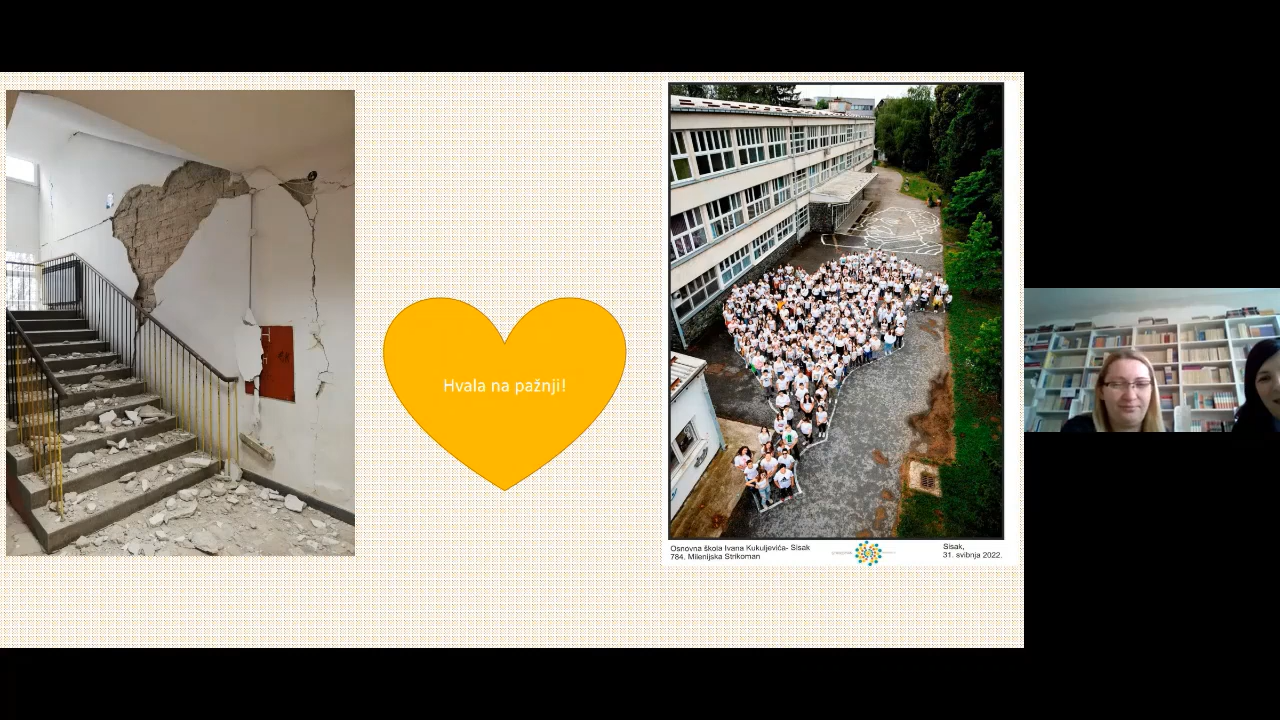 Hvala na pažnji!
Osnovna škola Ivana Kukuljevića- Sisak
784. Milenijska Strikoman
Sisak,
31. svibnja 2022.